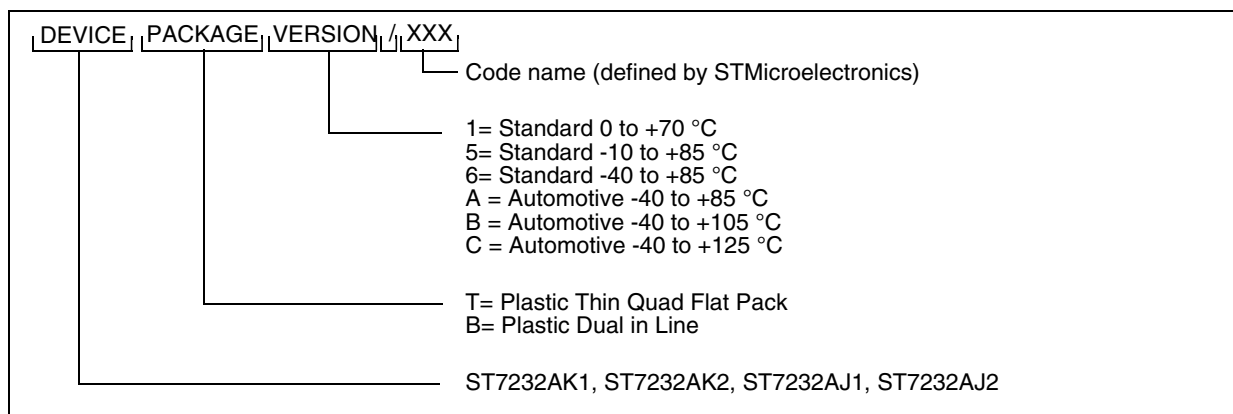 DEVICE PACKAGE VERSION / XXX
Code name (defined by STMicroelectronics)
1= Standard 0 to +70 °C
5= Standard -10 to +85 °C
6= Standard -40 to +85 °C
A = Automotive -40 to +85 °C
B = Automotive -40 to +105 °C
C = Automotive -40 to +125 °C
T= Plastic Thin Quad Flat Pack
B= Plastic Dual in Line
ST7232AK1, ST7232AK2, ST7232AJ1, ST7232AJ2